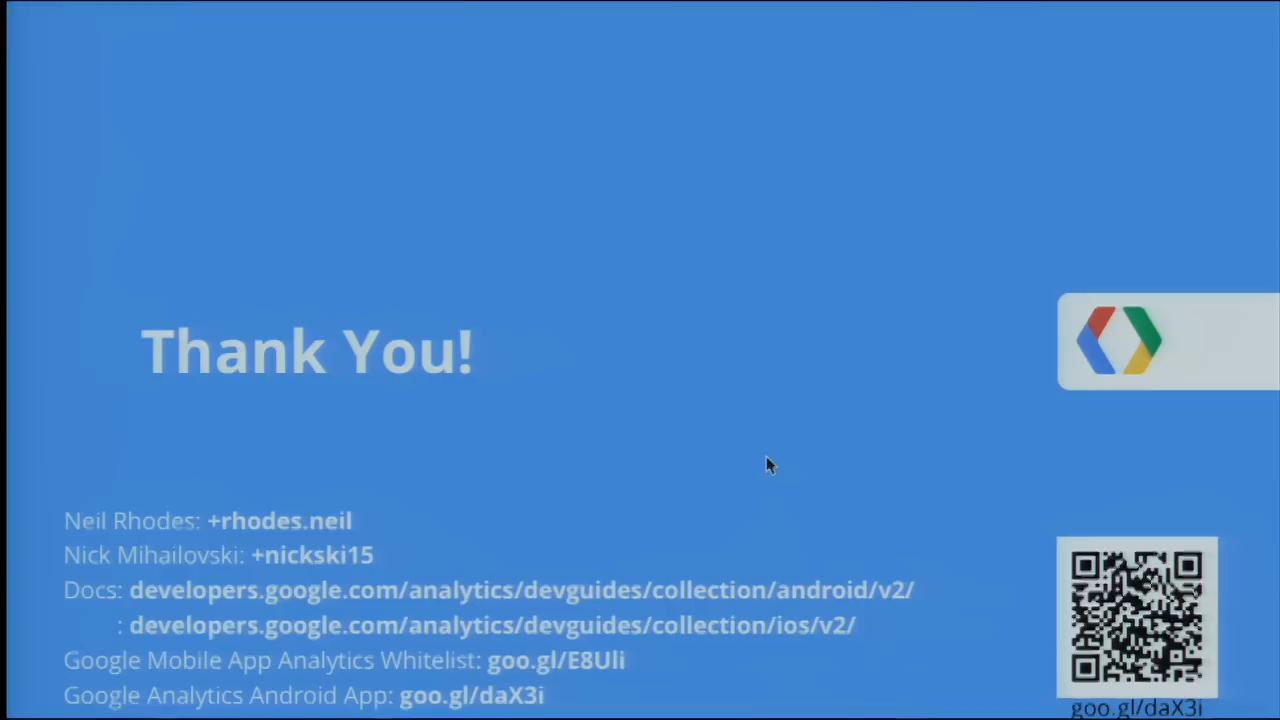 Thank You!
Neil Rhodes: +rhodes.neil
Nick Mihailovski: +nickski15
Docs: developers.google.com/analytics/devguides/collection/android/v2/
: developers.google.com/analytics/devguides/collection/ios/v2/
Google Mobile App Analytics Whitelist: goo.gl/E8Uli
Google Analytics Android App: goo.gl/daX3i
goo.gl/daX3i